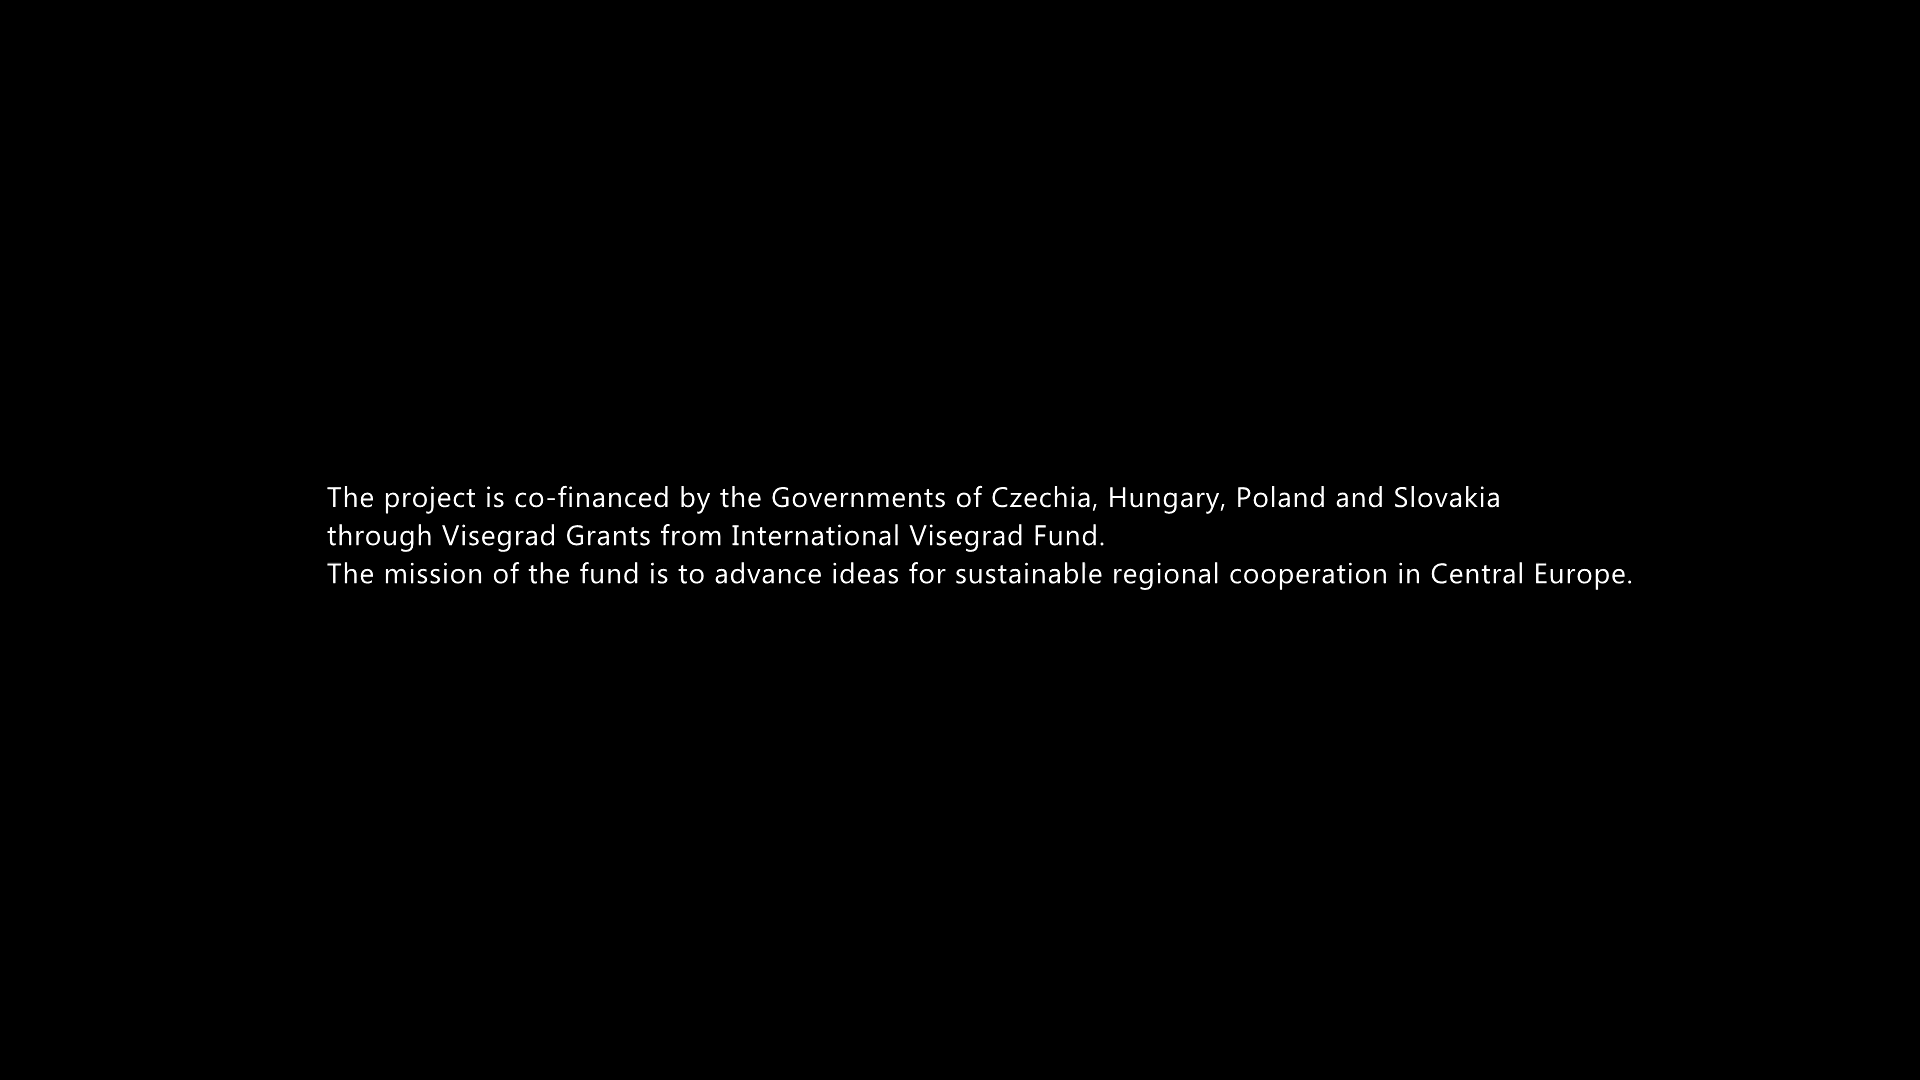 The project is co-financed by the Governments of Czechia, Hungary, Poland and Slovakia
through Visegrad Grants from International Visegrad Fund.
The mission of the fund is to advance ideas for sustainable regional cooperation in Central Europe.